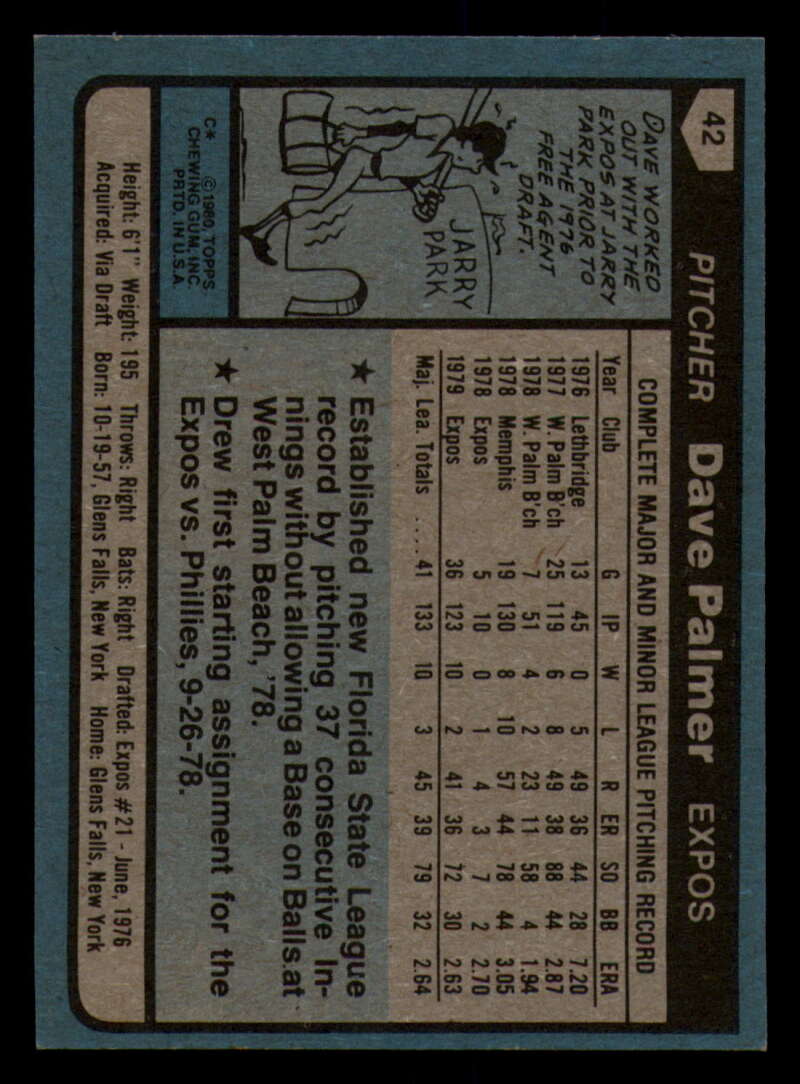 42
PITCHER Dave Palmer EXPOS
DAVE WORKED
OUT WITH THE
EXPOS AT JARRY
PARK PRIOR TO
THE 1976
FREE AGENT
DRAFT.
JARRY
PARK
C* © 1980, TOPPS
CHEWING GUM, INC.
PRTD. IN U.S.A.
COMPLETE MAJOR AND MINOR LEAGUE PITCHING RECORD
Year Club G IP W L R ER SO BB ERA
1976 Lethbridge 13 45 0 5 49 36 44 28 7.20
1977 W Palm B'ch 25 119 6 8 49 38 88 44 2.87
1978 W. Palm B'ch 7 51 4 2 23 11 58 4 1.94
1978 Memphis 19 130 8 10 57 44 78 44 3.05
1978 Expos 5 10 0 1 4 3 7 2 2.70
1979 Expos 36 123 10 2 41 36 72 30 2.63
Maj. Lea. Totals .... 41 133 10 3 45 39 79 32 2.64
★ Established new Florida State League
record by pitching 37 consecutive In-
nings without allowing a Base on Balls at
West Palm Beach, '78.
★ Drew first starting assignment for the
Expos vs. Phillies, 9-26-78.
Height: 6'1" Weight: 195 Throws: Right Bats: Right Drafted: Expos #21 - June, 1976
Acquired: Via Draft Born: 10-19-57, Glens Falls, New York Home: Glens Falls, New York